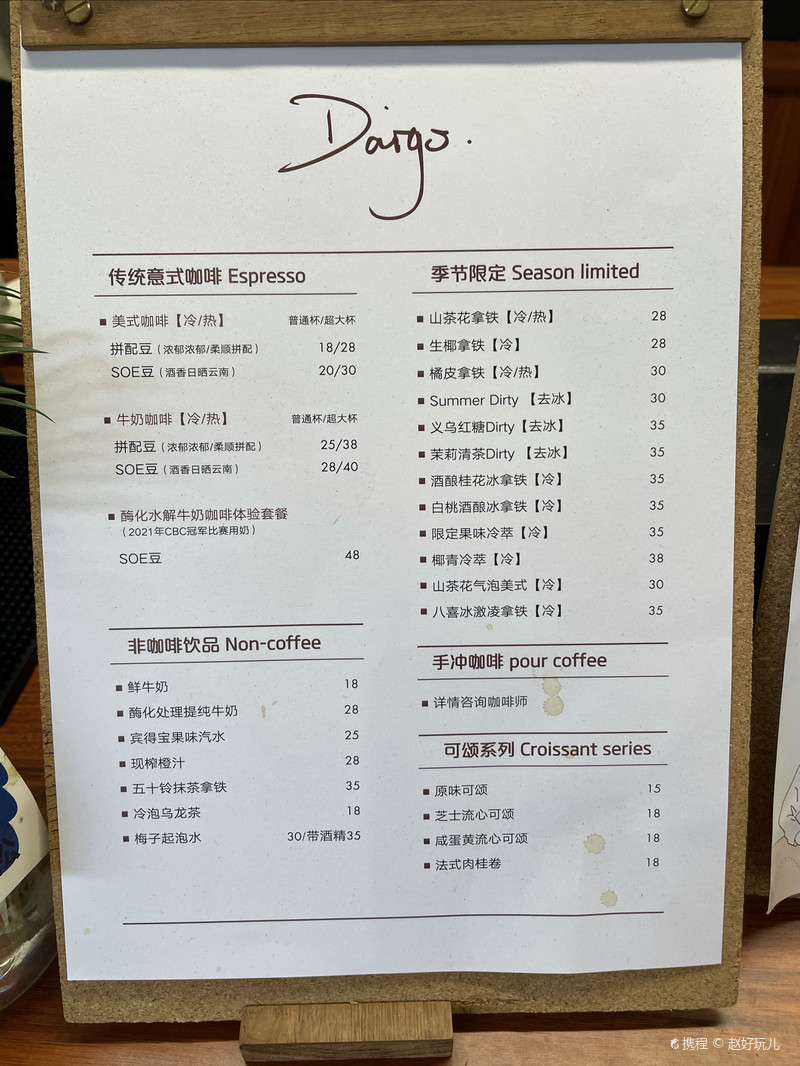 Daigo.
传统意式咖啡 Espresso
美式咖啡【冷/热】 普通杯/超大杯
拼配豆（浓郁浓郁/柔顺拼配） 18/28
SOE豆（酒香日晒云南） 20/30
牛奶咖啡【冷/热】 普通杯/超大杯
拼配豆（浓郁浓郁/柔顺拼配） 25/38
SOE豆（酒香日晒云南） 28/40
酶化水解牛奶咖啡体验套餐
（2021年CBC冠军比赛用奶）
SOE豆 48
非咖啡饮品 Non-coffee
鲜牛奶 18
酶化处理提纯牛奶 28
宾得宝果味汽水 25
现榨橙汁 28
五十铃抹茶拿铁 35
冷泡乌龙茶 18
梅子起泡水 30/带酒精35
季节限定 Season limited
山茶花拿铁【冷/热】 28
生椰拿铁【冷】 28
橘皮拿铁【冷/热】 30
Summer Dirty 【去冰】 30
义乌红糖Dirty【去冰】 35
茉莉清茶Dirty 【去冰】 35
酒酿桂花冰拿铁【冷】 35
白桃酒酿冰拿铁【冷】 35
限定果味冷萃【冷】 35
椰青冷萃【冷】 38
山茶花气泡美式【冷】 30
八喜冰激凌拿铁【冷】 35
手冲咖啡 pour coffee
详情咨询咖啡师
可颂系列 Croissant series
原味可颂 15
芝士流心可颂 18
咸蛋黄流心可颂 18
法式肉桂卷 18
携程 © 赵好玩儿